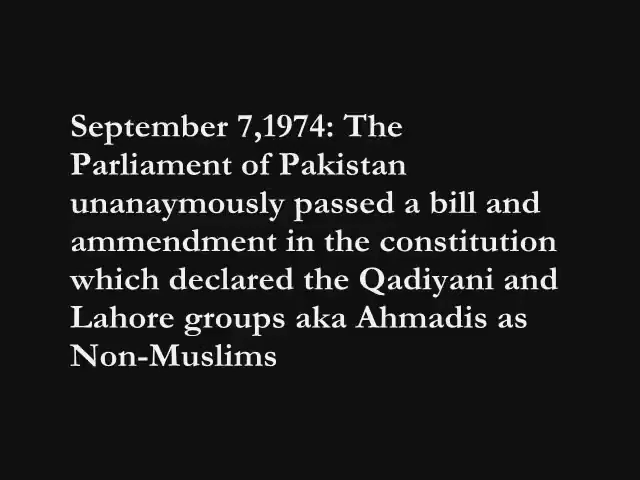 September 7,1974: The
Parliament of Pakistan
unanaymously passed a bill and
ammendment in the constitution
which declared the Qadiyani and
Lahore groups aka Ahmadis as
Non-Muslims